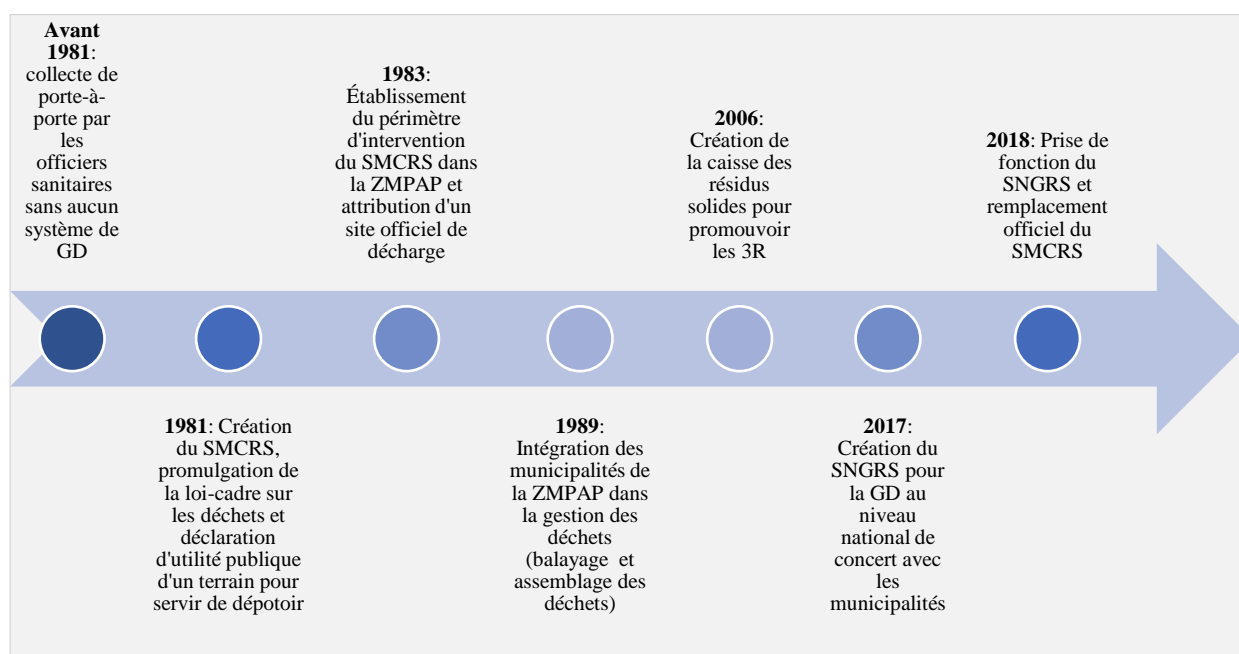 Avant
1981:
collecte de
porte-à-
porte par
les
officiers
sanitaires
sans aucun
système de
GD
1981: Création
du SMCRS,
promulgation de
la loi-cadre sur
les déchets et
déclaration
d'utilité publique
d'un terrain pour
servir de dépotoir
1983:
Établissement
du périmètre
d'intervention
du SMCRS dans
la ZMPAP et
attribution d'un
site officiel de
décharge
1989:
Intégration des
municipalités de
la ZMPAP dans
la gestion des
déchets
(balayage et
assemblage des
déchets)
2006:
Création de
la caisse des
résidus
solides pour
promouvoir
les 3R
2017:
Création du
SNGRS pour
la GD au
niveau
national de
concert avec
les
municipalités
2018: Prise de
fonction du
SNGRS et
remplacement
officiel du
SMCRS